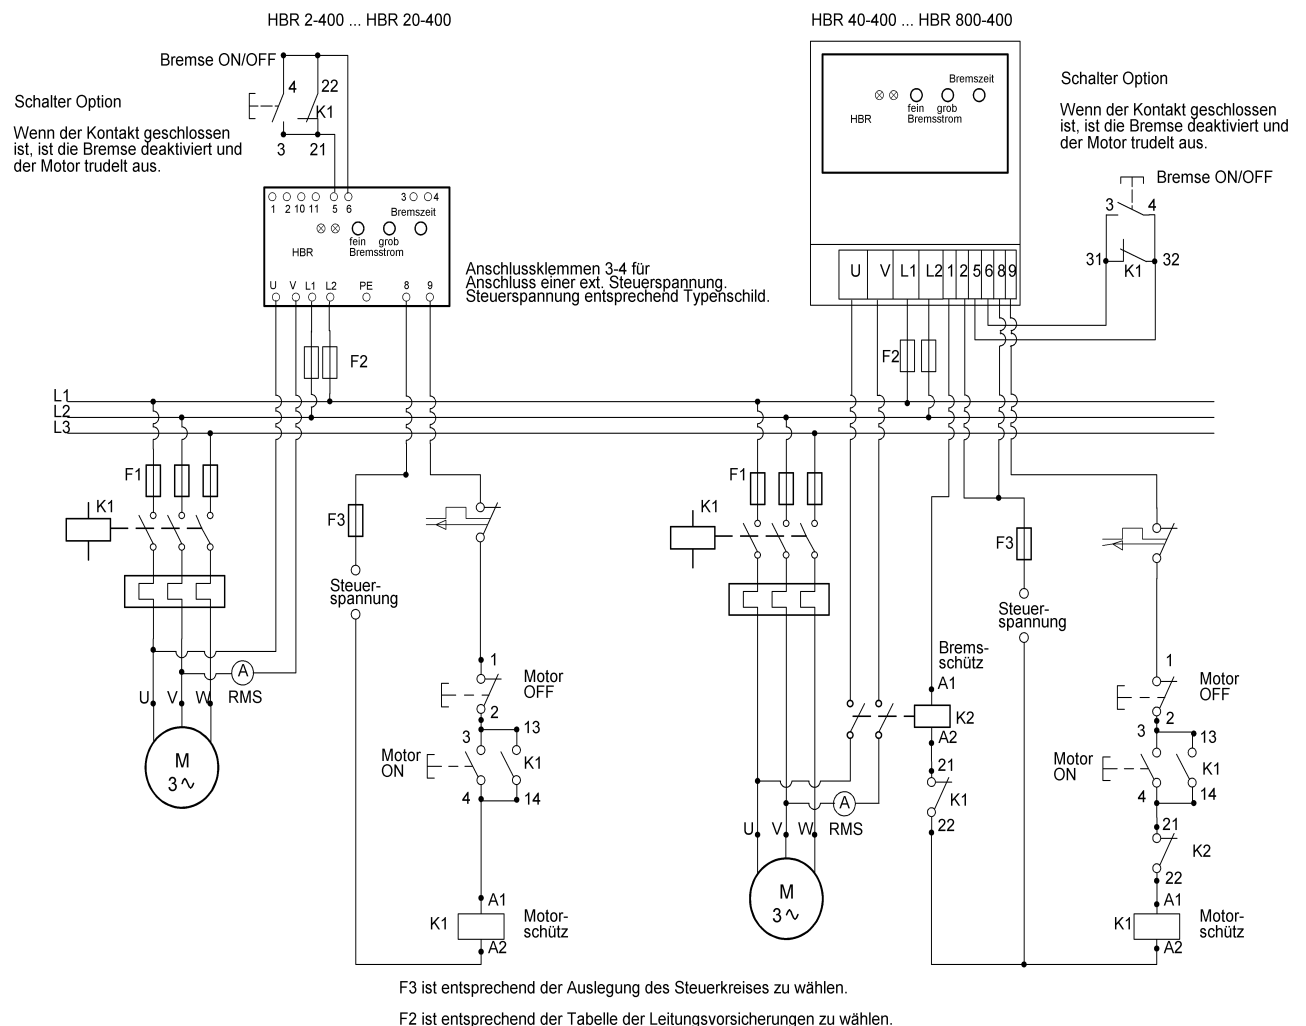 HBR 2-400 ... HBR 20-400
Bremse ON/OFF
4
22
K1
3
21
Schalter Option
Wenn der Kontakt geschlossen
ist, ist die Bremse deaktiviert und
der Motor trudelt aus.
1 2 10 11 5 6
3 4
Bremszeit
fein grob
HBR
Bremsstrom
U V L1 L2 PE 8 9
Anschlussklemmen 3-4 für
Anschluss einer ext. Steuerspannung.
Steuerspannung entsprechend Typenschild.
F2
L1
L2
L3
F1
K1
F3
Steuer-
spannung
A
RMS
U V W
M
3∿
1
Motor
OFF
2
3
13
Motor
ON
K1
4
14
A1
K1
Motor-
schütz
A2
HBR 40-400 ... HBR 800-400
Bremszeit
fein grob
HBR
Bremsstrom
U V L1 L2 1 2 5 6 8 9
Schalter Option
Wenn der Kontakt geschlossen
ist, ist die Bremse deaktiviert und
der Motor trudelt aus.
Bremse ON/OFF
3 4
31
K1
32
F2
F1
K1
F3
Steuer-
spannung
Brems-
schütz
A1
K2
A2
21
K1
22
A
RMS
U V W
M
3∿
1
Motor
OFF
2
3
13
Motor
ON
K1
4
14
21
K2
22
A1
K1
Motor-
schütz
A2
F3 ist entsprechend der Auslegung des Steuerkreises zu wählen.
F2 ist entsprechend der Tabelle der Leitungsvorsicherungen zu wählen.